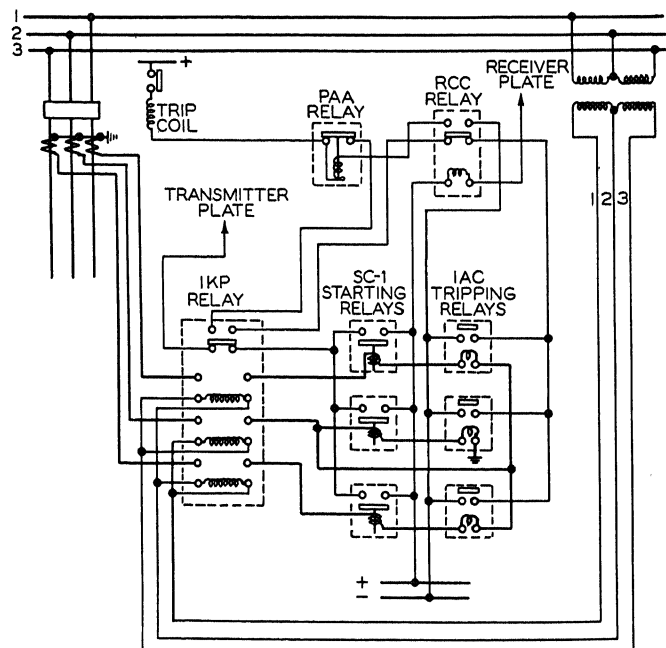 1
2
3
+
TRIP
COIL
PAA
RELAY
RCC
RELAY
RECEIVER
PLATE
1 2 3
TRANSMITTER
PLATE
IKP
RELAY
SC-1
STARTING
RELAYS
IAC
TRIPPING
RELAYS
+
−